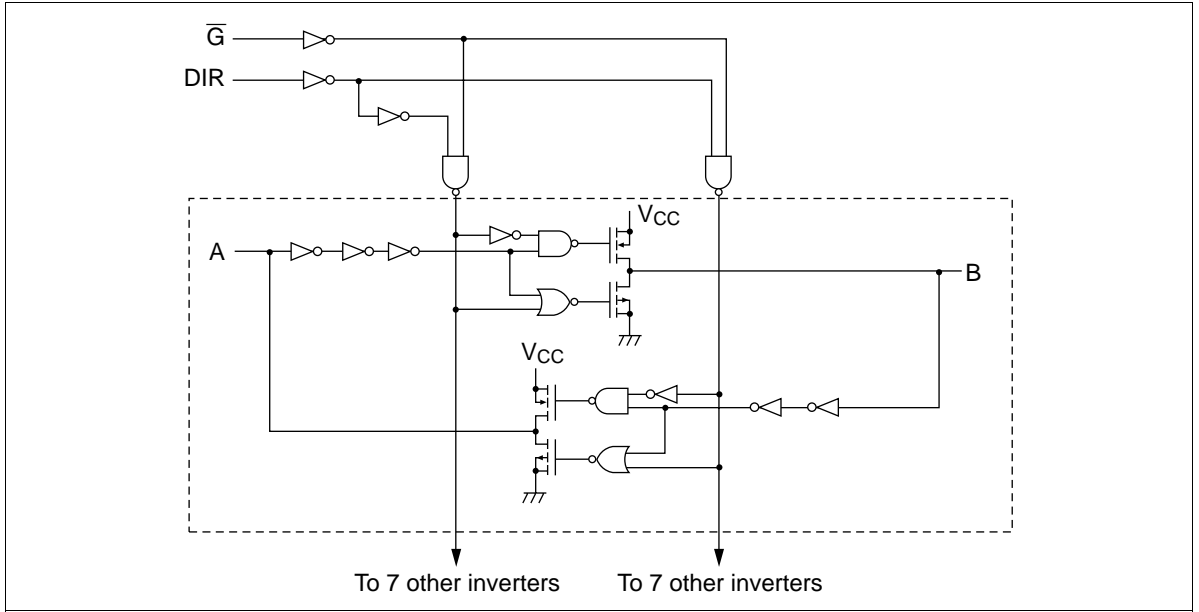 G̅
DIR
VCC
A
B
VCC
To 7 other inverters To 7 other inverters